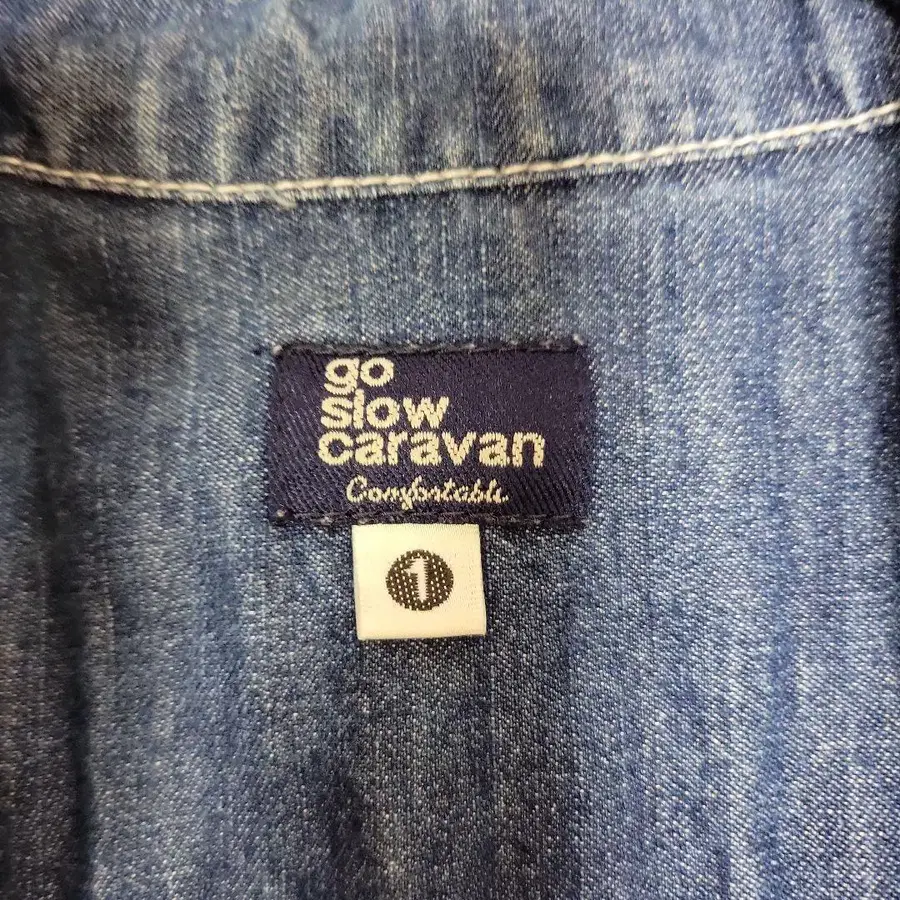 go
slow
caravan
Comfortable
1